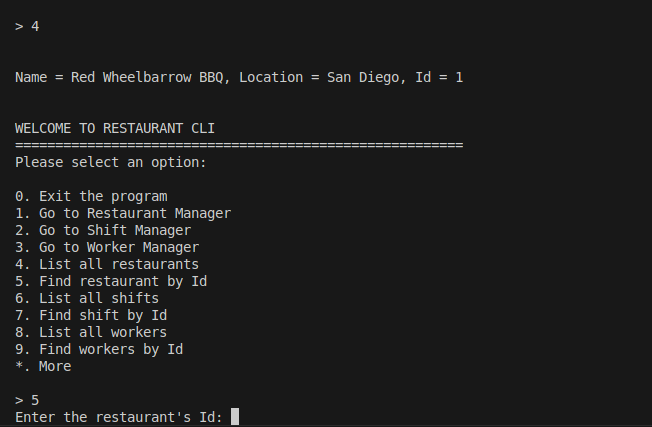 > 4
Name = Red Wheelbarrow BBQ, Location = San Diego, Id = 1
WELCOME TO RESTAURANT CLI
========================================================
Please select an option:
0. Exit the program
1. Go to Restaurant Manager
2. Go to Shift Manager
3. Go to Worker Manager
4. List all restaurants
5. Find restaurant by Id
6. List all shifts
7. Find shift by Id
8. List all workers
9. Find workers by Id
*. More
> 5
Enter the restaurant's Id: